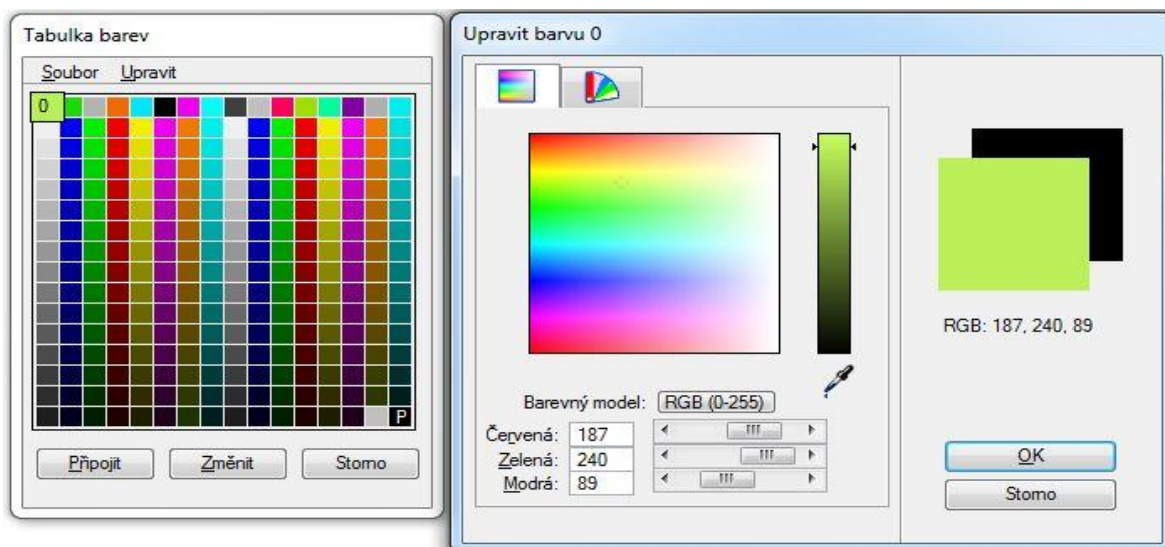 Tabulka barev
Soubor Upravit
0
P
Připojit Změnit Storno
Upravit barvu 0
RGB: 187, 240, 89
Barevný model: RGB (0-255)
Červená: 187
Zelená: 240
Modrá: 89
OK
Storno